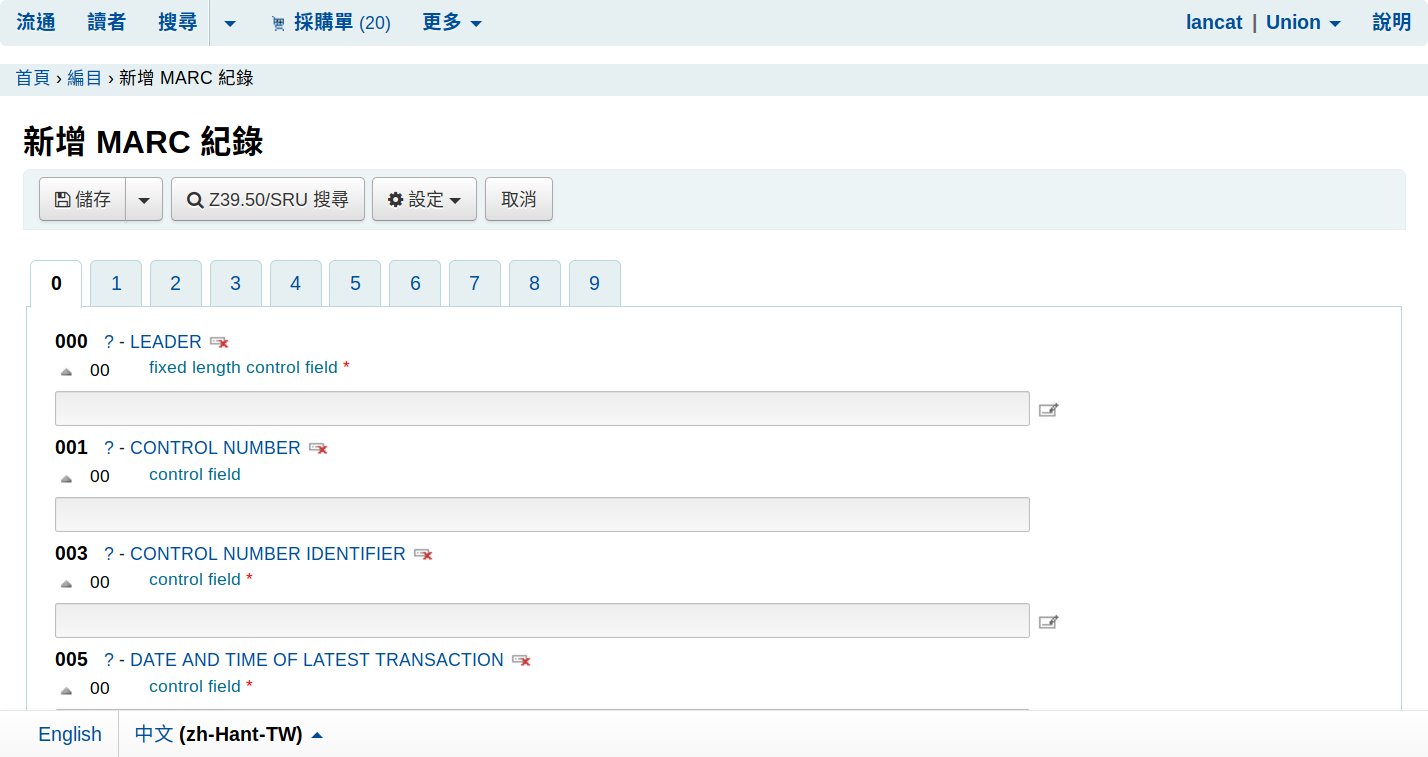 流通 讀者 搜尋 採購單 (20) 更多 lancat | Union 說明
首頁 › 編目 › 新增 MARC 紀錄
新增 MARC 紀錄
儲存 Z39.50/SRU 搜尋 設定 取消
0 1 2 3 4 5 6 7 8 9
000 ? - LEADER
00 fixed length control field *
001 ? - CONTROL NUMBER
00 control field
003 ? - CONTROL NUMBER IDENTIFIER
00 control field *
005 ? - DATE AND TIME OF LATEST TRANSACTION
00 control field *
English 中文 (zh-Hant-TW)